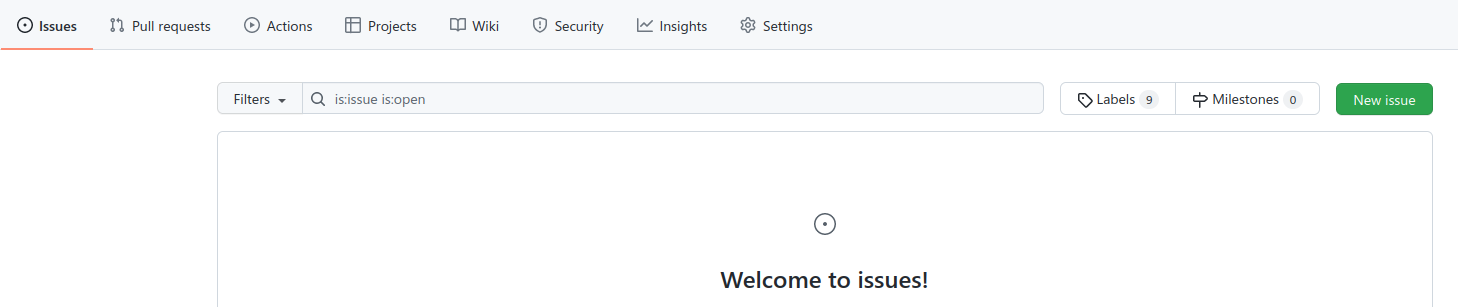 Issues Pull requests Actions Projects Wiki Security Insights Settings
Filters is:issue is:open Labels 9 Milestones 0 New issue
Welcome to issues!